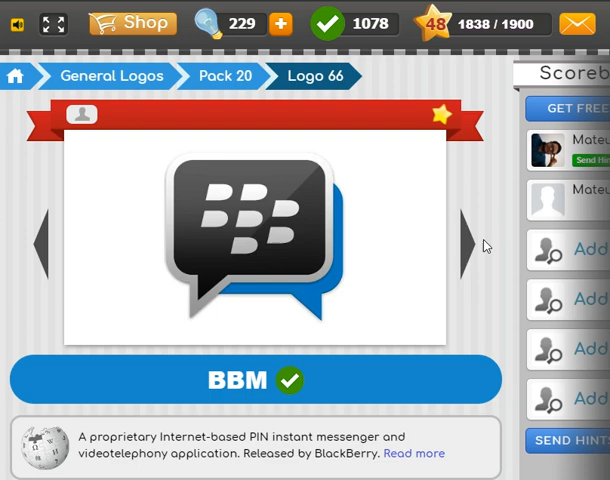 Shop
229
1078
48
1838 / 1900
General Logos
Pack 20
Logo 66
Scoreb
GET FREE
Mateu
Send Hin
Mateu
Add
Add
Add
Add
SEND HINTS
BBM
A proprietary Internet-based PIN instant messenger and
videotelephony application. Released by BlackBerry. Read more